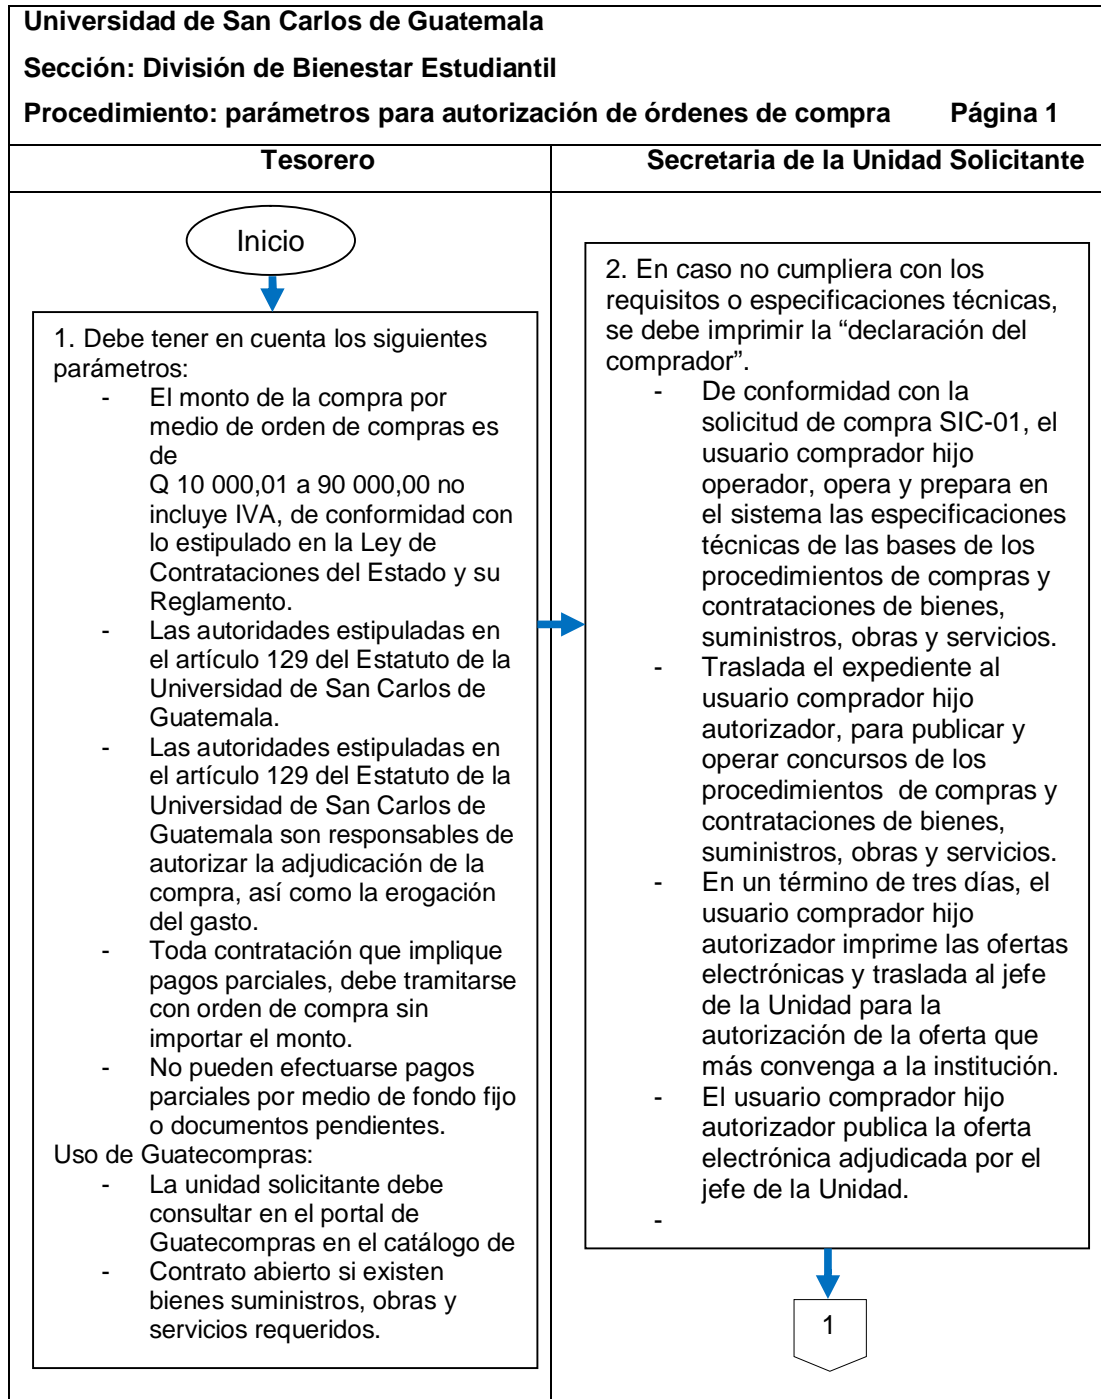 Universidad de San Carlos de Guatemala
Sección: División de Bienestar Estudiantil
Procedimiento: parámetros para autorización de órdenes de compra Página 1
Tesorero
Secretaria de la Unidad Solicitante
Inicio
1. Debe tener en cuenta los siguientes
parámetros:
- El monto de la compra por
medio de orden de compras es
de
Q 10 000,01 a 90 000,00 no
incluye IVA, de conformidad con
lo estipulado en la Ley de
Contrataciones del Estado y su
Reglamento.
- Las autoridades estipuladas en
el artículo 129 del Estatuto de la
Universidad de San Carlos de
Guatemala.
- Las autoridades estipuladas en
el artículo 129 del Estatuto de la
Universidad de San Carlos de
Guatemala son responsables de
autorizar la adjudicación de la
compra, así como la erogación
del gasto.
- Toda contratación que implique
pagos parciales, debe tramitarse
con orden de compra sin
importar el monto.
- No pueden efectuarse pagos
parciales por medio de fondo fijo
o documentos pendientes.
Uso de Guatecompras:
- La unidad solicitante debe
consultar en el portal de
Guatecompras en el catálogo de
- Contrato abierto si existen
bienes suministros, obras y
servicios requeridos.
2. En caso no cumpliera con los
requisitos o especificaciones técnicas,
se debe imprimir la “declaración del
comprador”.
- De conformidad con la
solicitud de compra SIC-01, el
usuario comprador hijo
operador, opera y prepara en
el sistema las especificaciones
técnicas de las bases de los
procedimientos de compras y
contrataciones de bienes,
suministros, obras y servicios.
- Traslada el expediente al
usuario comprador hijo
autorizador, para publicar y
operar concursos de los
procedimientos de compras y
contrataciones de bienes,
suministros, obras y servicios.
- En un término de tres días, el
usuario comprador hijo
autorizador imprime las ofertas
electrónicas y traslada al jefe
de la Unidad para la
autorización de la oferta que
más convenga a la institución.
- El usuario comprador hijo
autorizador publica la oferta
electrónica adjudicada por el
jefe de la Unidad.
-
1